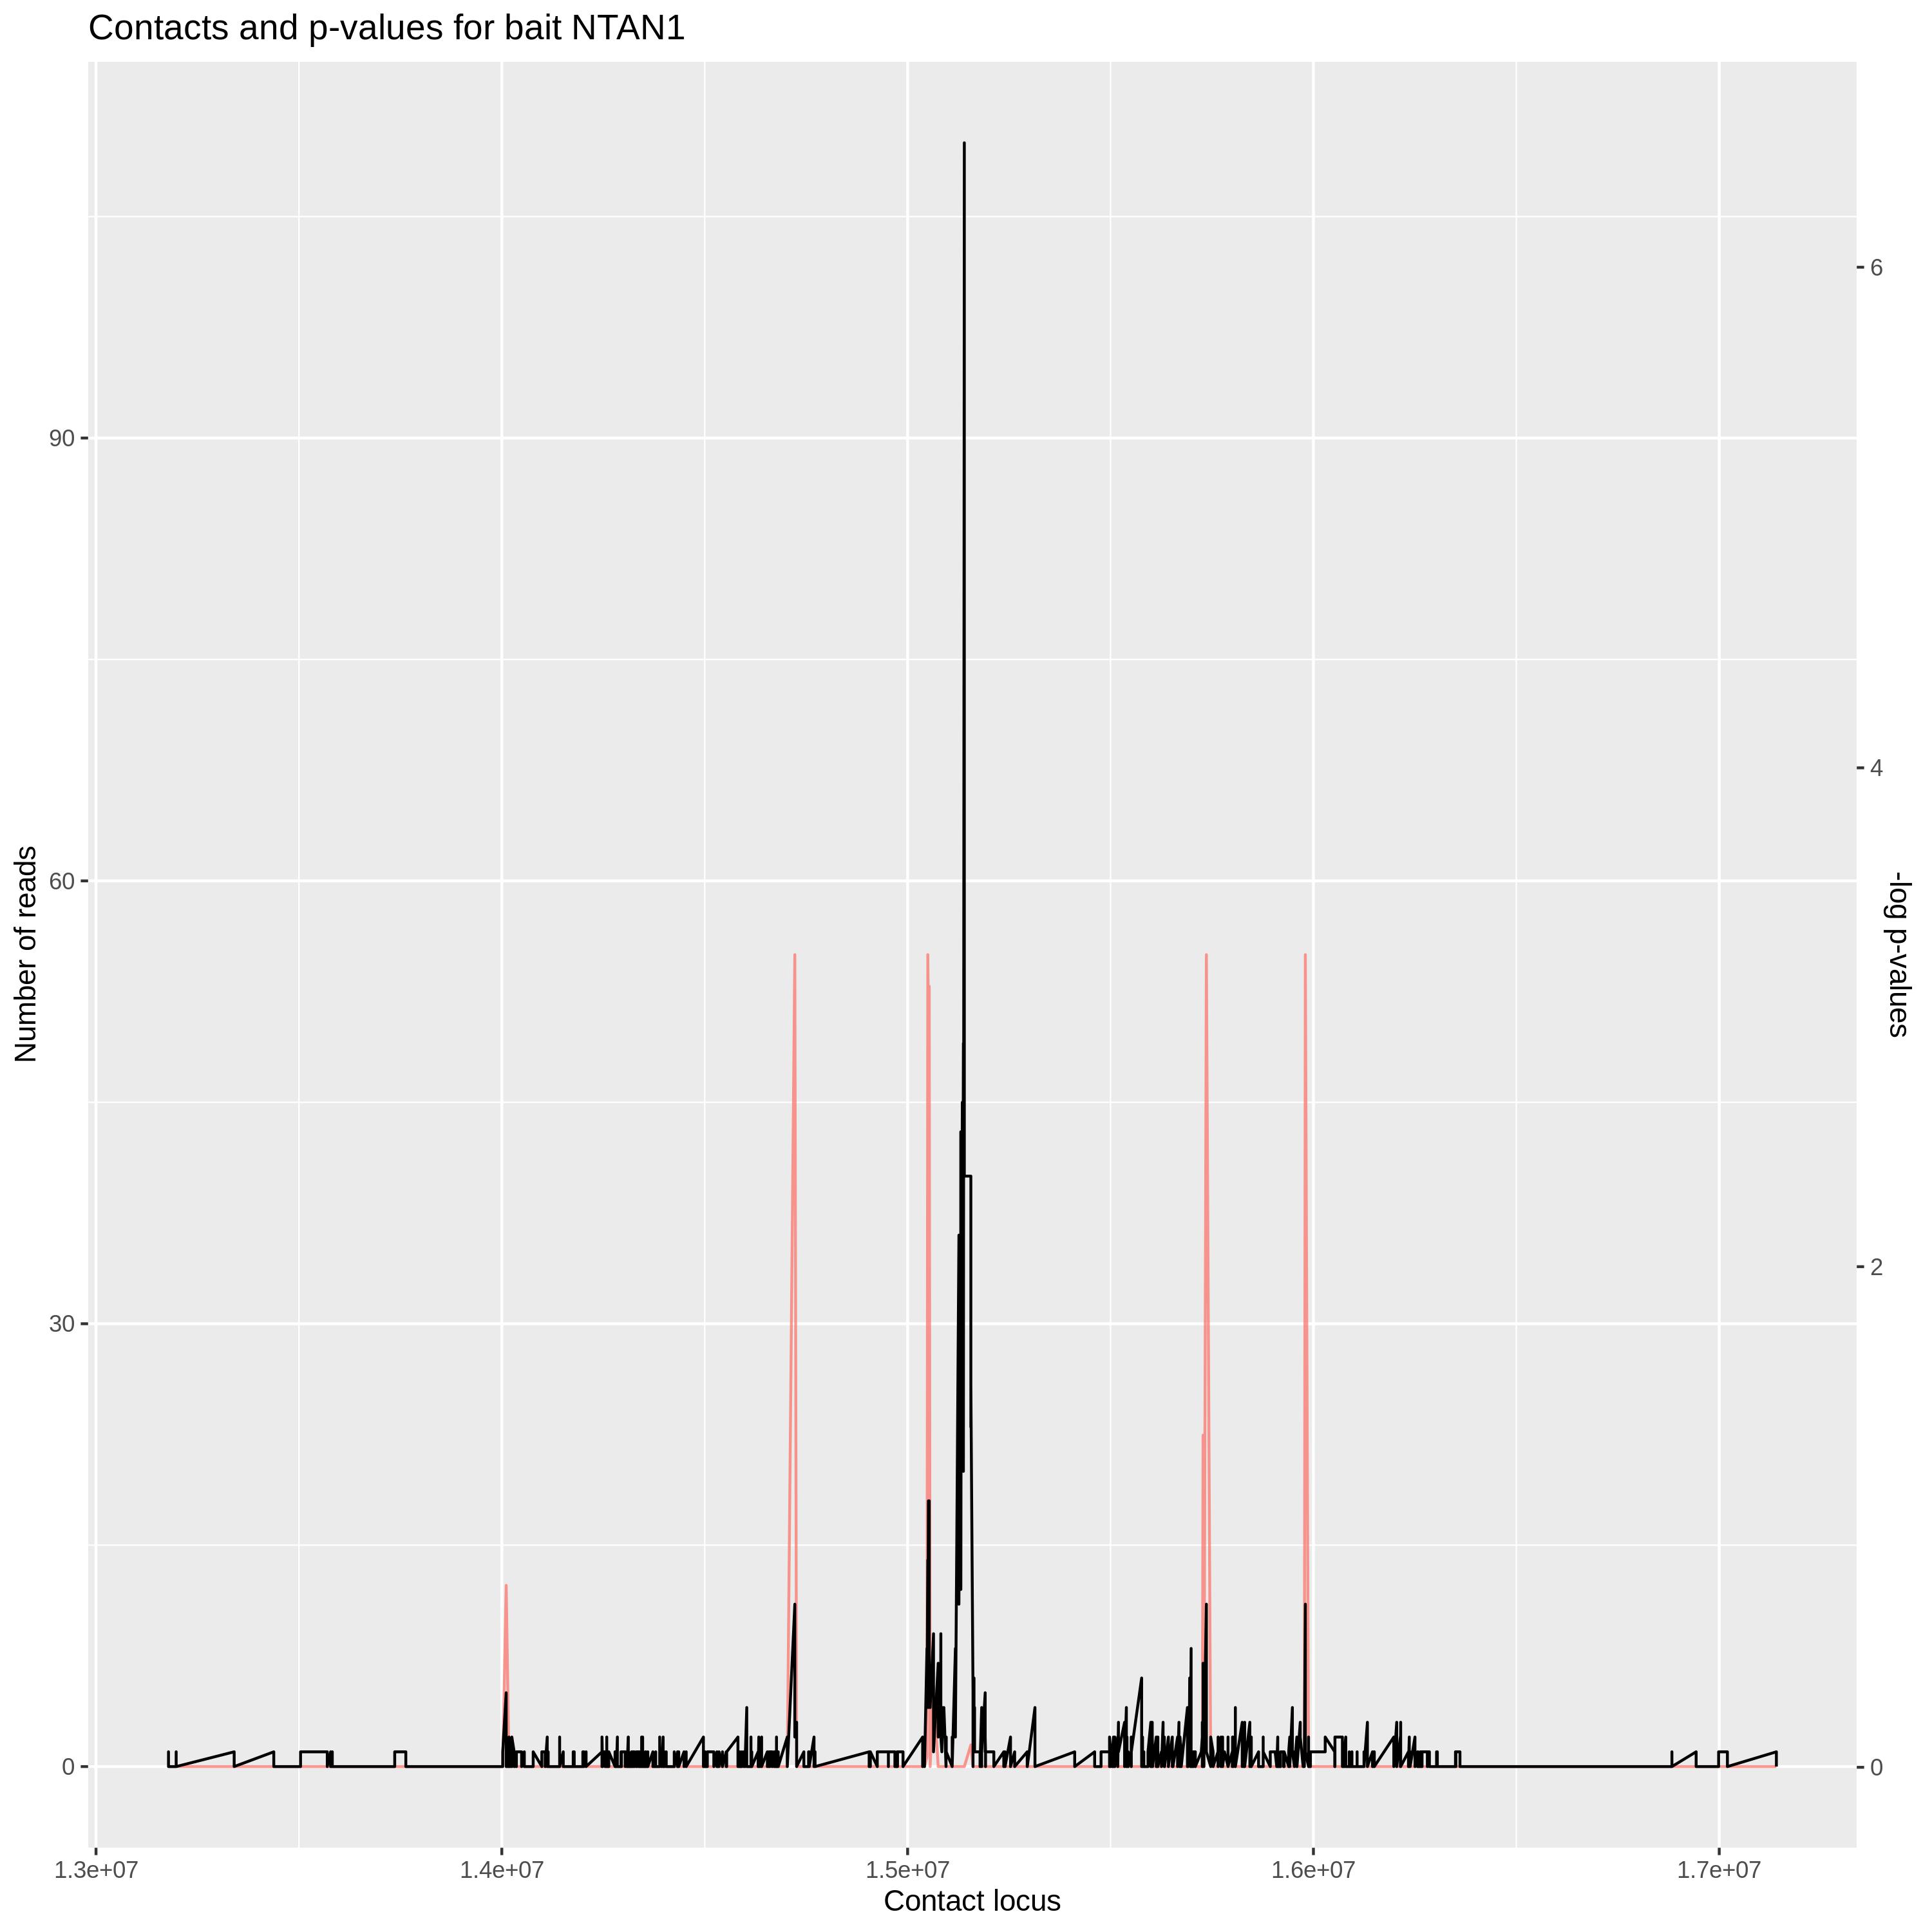 Contacts and p-values for bait NTAN1
Number of reads
90
60
30
0
6
4
2
0
-log p-values
1.3e+07
1.4e+07
1.5e+07
1.6e+07
1.7e+07
Contact locus